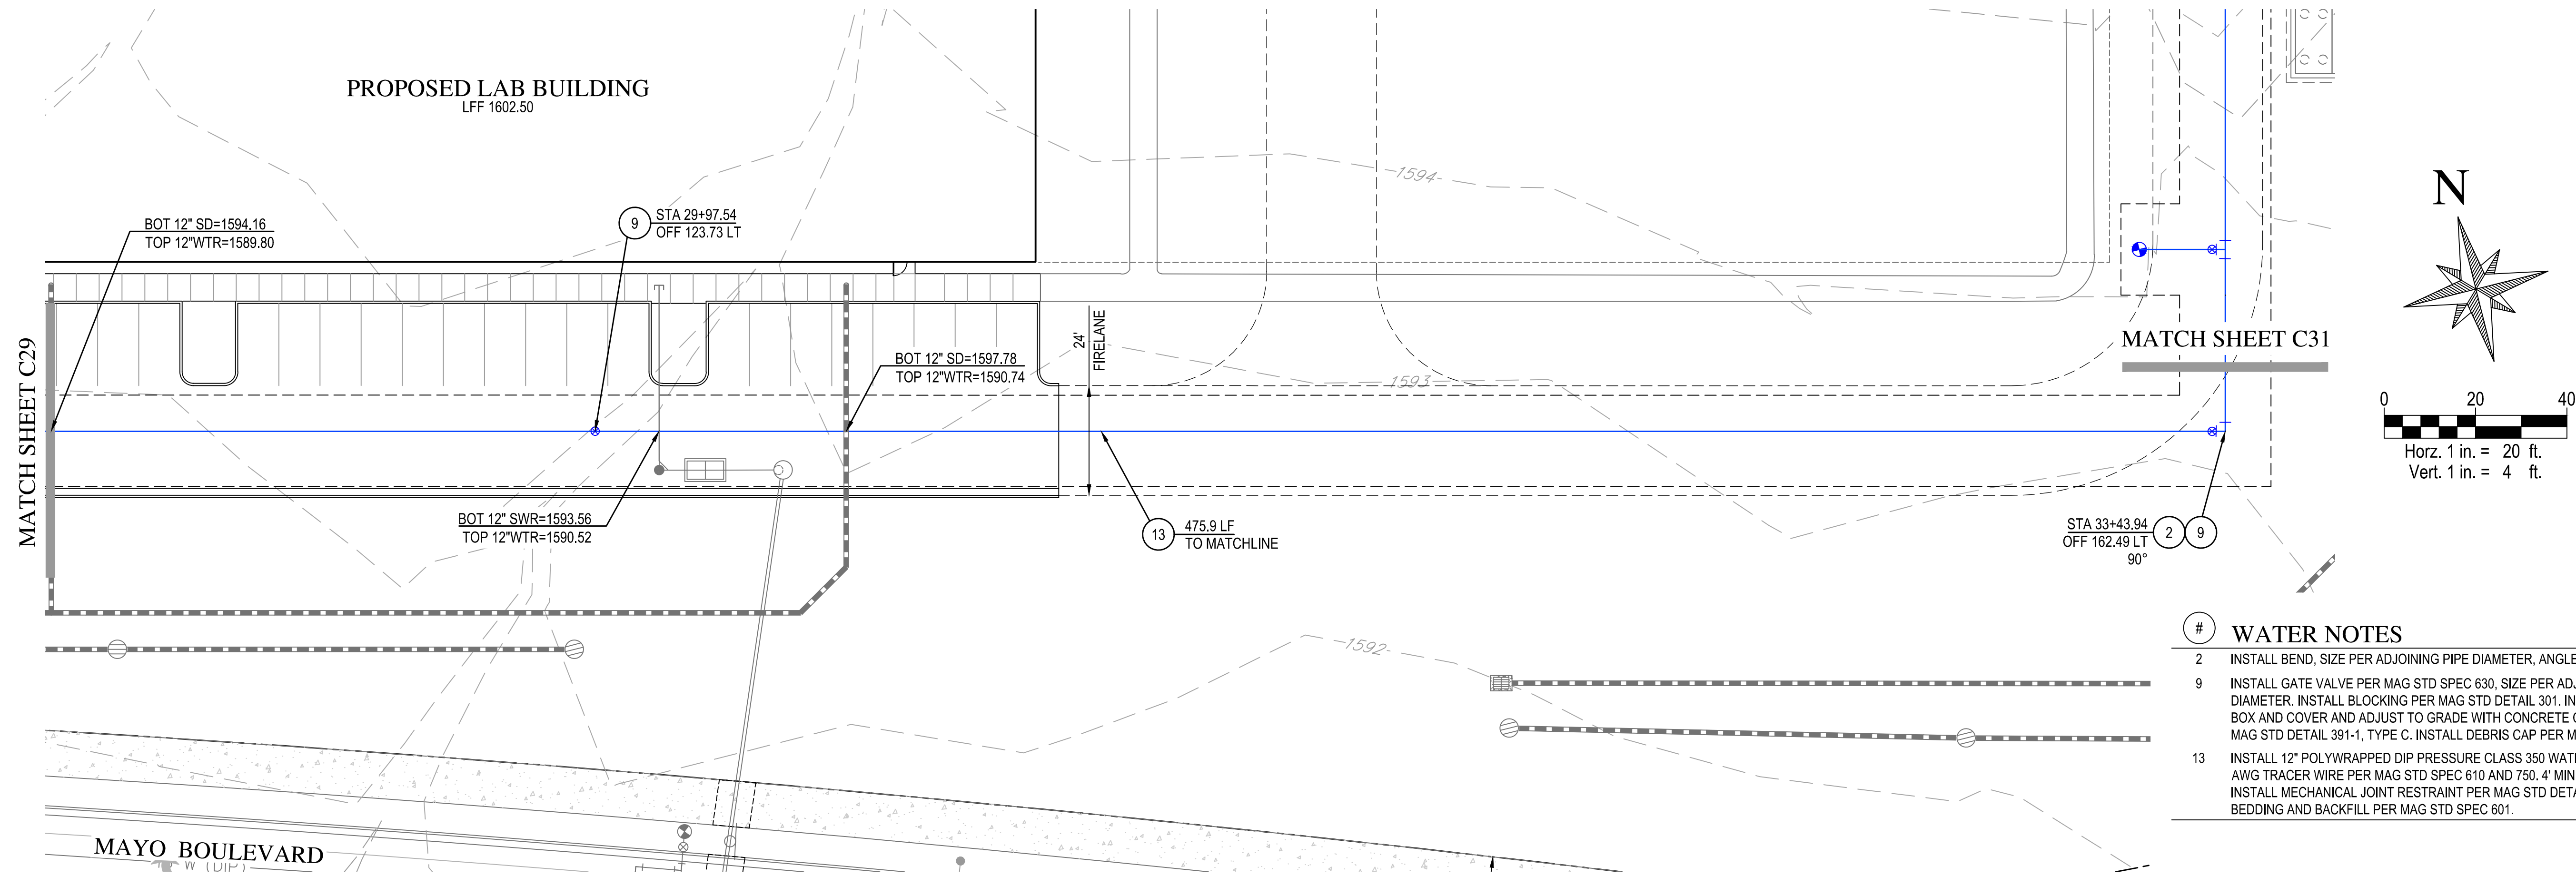 PROPOSED LAB BUILDING
LFF 1602.50
BOT 12" SD=1594.16
TOP 12"WTR=1589.80
9
STA 29+97.54
OFF 123.73 LT
MATCH SHEET C29
BOT 12" SWR=1593.56
TOP 12"WTR=1590.52
BOT 12" SD=1597.78
TOP 12"WTR=1590.74
24'
FIRELANE
1594
1593
1592
13
475.9 LF
TO MATCHLINE
MATCH SHEET C31
STA 33+43.94
OFF 162.49 LT
90°
2
9
N
0 20 40
Horz. 1 in. = 20 ft.
Vert. 1 in. = 4 ft.
MAYO BOULEVARD
W (DIP)
# WATER NOTES
2 INSTALL BEND, SIZE PER ADJOINING PIPE DIAMETER, ANGLE
9 INSTALL GATE VALVE PER MAG STD SPEC 630, SIZE PER ADJ
DIAMETER. INSTALL BLOCKING PER MAG STD DETAIL 301. IN
BOX AND COVER AND ADJUST TO GRADE WITH CONCRETE
MAG STD DETAIL 391-1, TYPE C. INSTALL DEBRIS CAP PER M
13 INSTALL 12" POLYWRAPPED DIP PRESSURE CLASS 350 WAT
AWG TRACER WIRE PER MAG STD SPEC 610 AND 750. 4' MIN
INSTALL MECHANICAL JOINT RESTRAINT PER MAG STD DETA
BEDDING AND BACKFILL PER MAG STD SPEC 601.